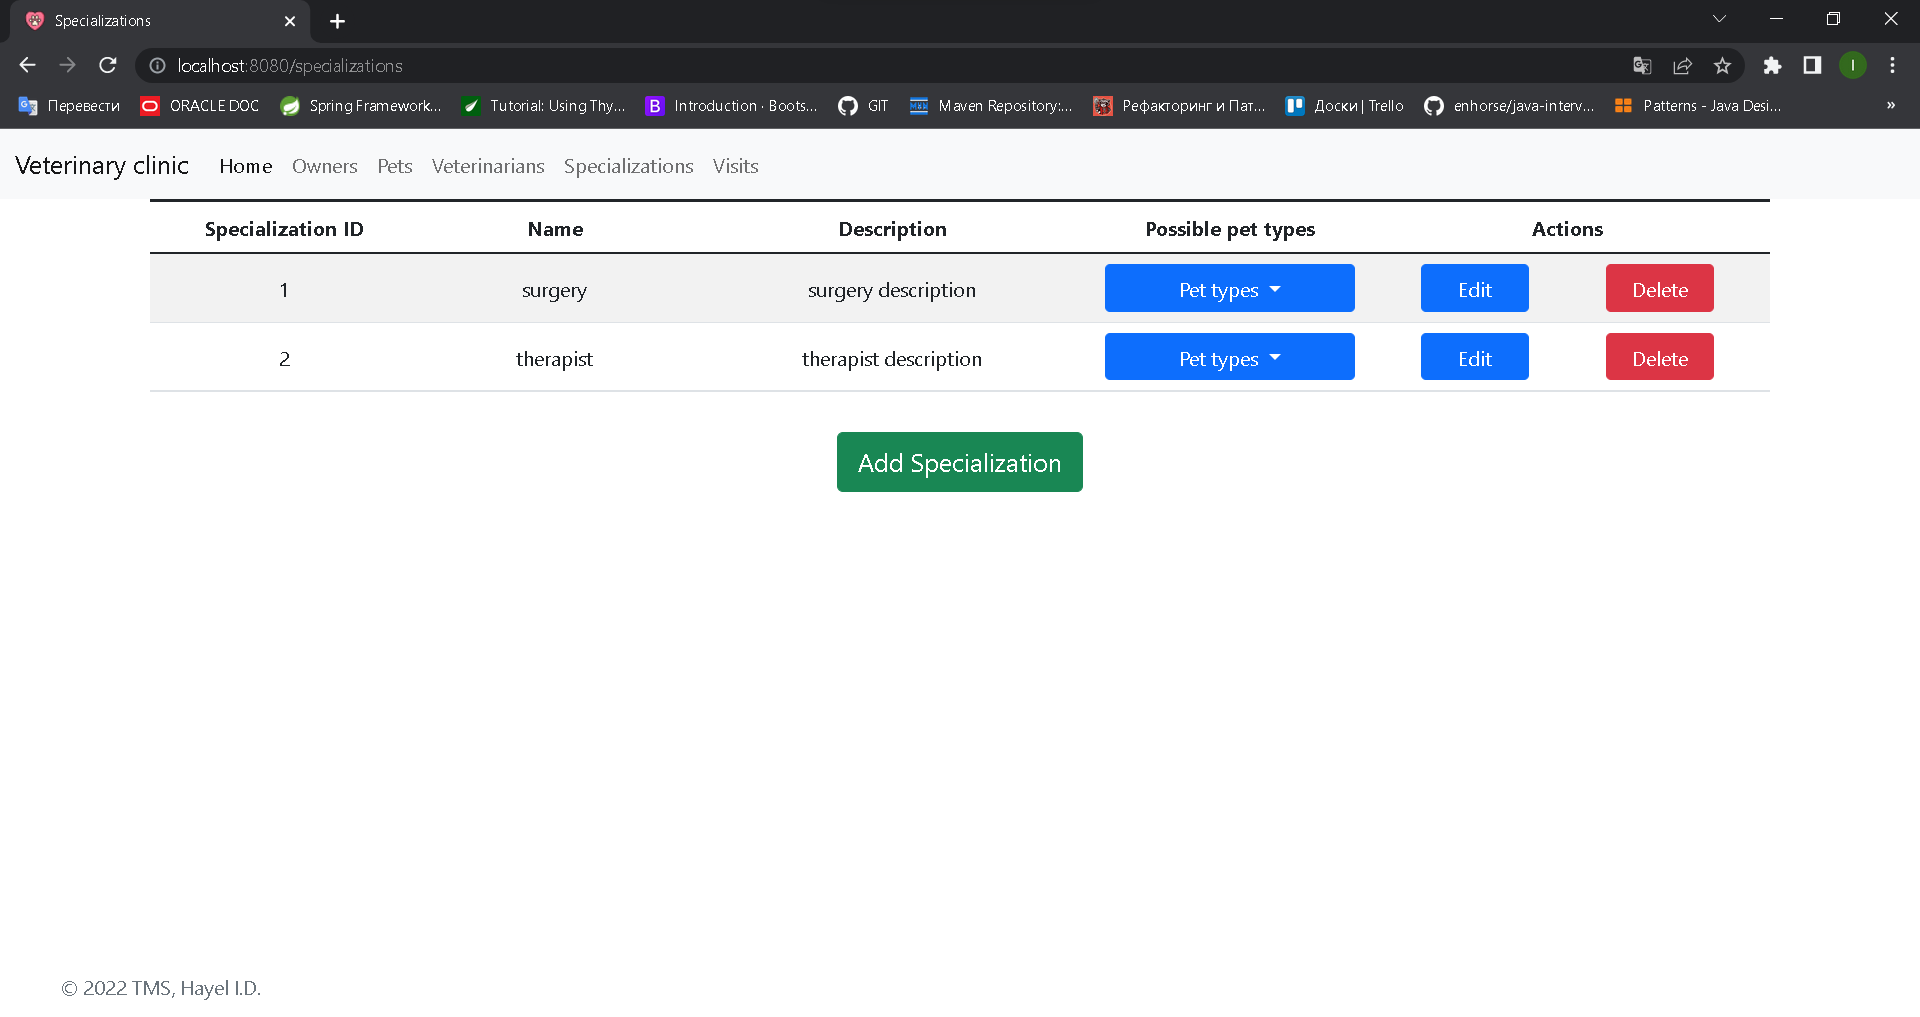 Specializations
localhost:8080/specializations
Перевести ORACLE DOC Spring Framework... Tutorial: Using Thy... Introduction · Boots... GIT Maven Repository:... Рефакторинг и Пат... Доски | Trello enhorse/java-interv... Patterns - Java Desi... »
Veterinary clinic Home Owners Pets Veterinarians Specializations Visits
Specialization ID Name Description Possible pet types Actions
1 surgery surgery description Pet types Edit Delete
2 therapist therapist description Pet types Edit Delete
Add Specialization
© 2022 TMS, Hayel I.D.